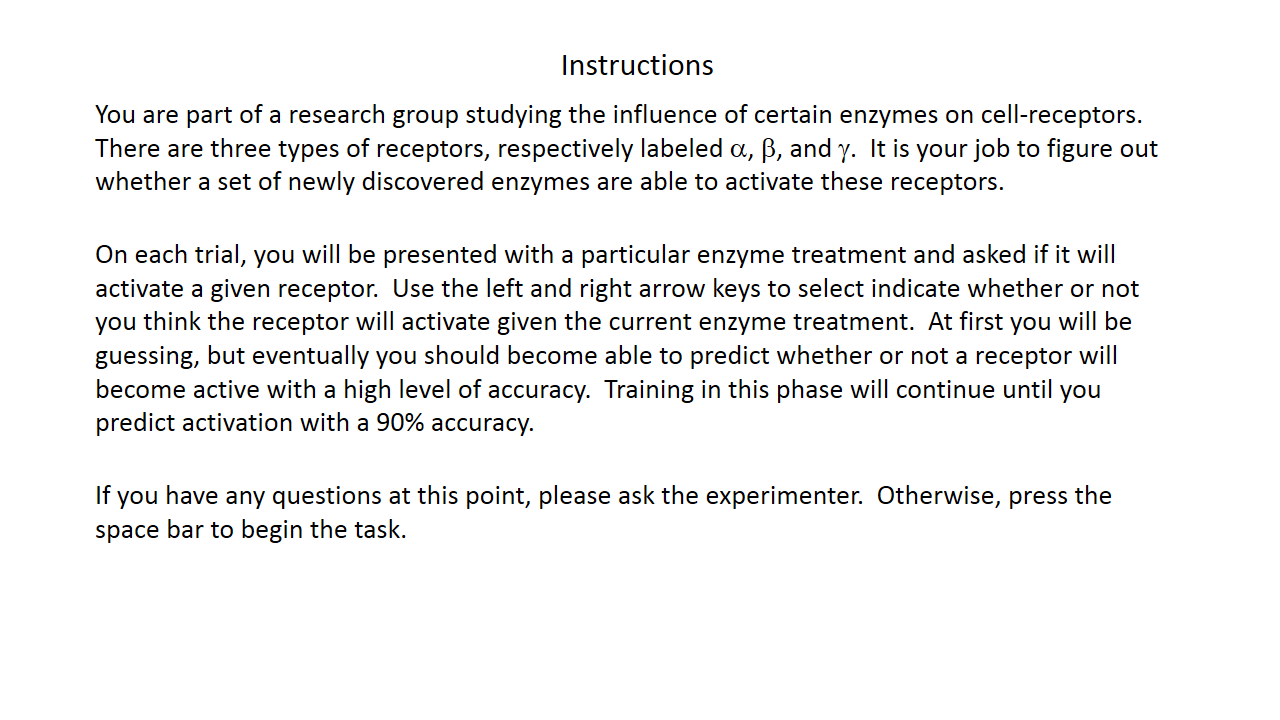 Instructions
You are part of a research group studying the influence of certain enzymes on cell-receptors.
There are three types of receptors, respectively labeled α, β, and γ.  It is your job to figure out
whether a set of newly discovered enzymes are able to activate these receptors.
On each trial, you will be presented with a particular enzyme treatment and asked if it will
activate a given receptor.  Use the left and right arrow keys to select indicate whether or not
you think the receptor will activate given the current enzyme treatment.  At first you will be
guessing, but eventually you should become able to predict whether or not a receptor will
become active with a high level of accuracy.  Training in this phase will continue until you
predict activation with a 90% accuracy.
If you have any questions at this point, please ask the experimenter.  Otherwise, press the
space bar to begin the task.